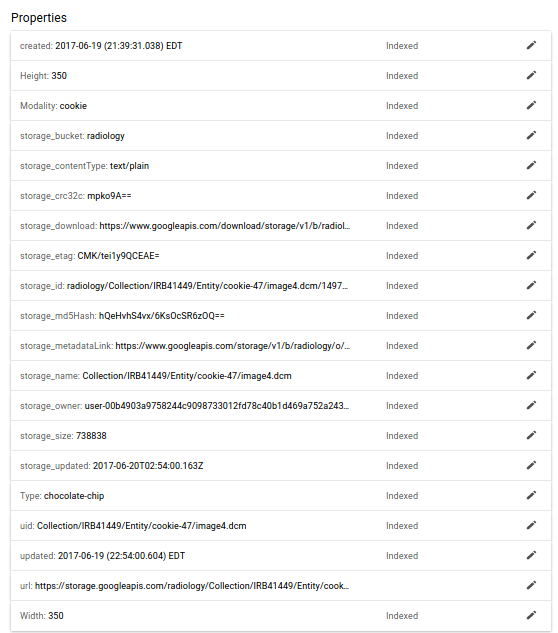 Properties
created: 2017-06-19 (21:39:31.038) EDT Indexed
Height: 350 Indexed
Modality: cookie Indexed
storage_bucket: radiology Indexed
storage_contentType: text/plain Indexed
storage_crc32c: mpko9A== Indexed
storage_download: https://www.googleapis.com/download/storage/v1/b/radiol... Indexed
storage_etag: CMK/tei1y9QCEAE= Indexed
storage_id: radiology/Collection/IRB41449/Entity/cookie-47/image4.dcm/1497... Indexed
storage_md5Hash: hQeHvhS4vx/6KsOcSR6zOQ== Indexed
storage_metadataLink: https://www.googleapis.com/storage/v1/b/radiology/o/... Indexed
storage_name: Collection/IRB41449/Entity/cookie-47/image4.dcm Indexed
storage_owner: user-00b4903a9758244c9098733012fd78c40b1d469a752a243... Indexed
storage_size: 738838 Indexed
storage_updated: 2017-06-20T02:54:00.163Z Indexed
Type: chocolate-chip Indexed
uid: Collection/IRB41449/Entity/cookie-47/image4.dcm Indexed
updated: 2017-06-19 (22:54:00.604) EDT Indexed
url: https://storage.googleapis.com/radiology/Collection/IRB41449/Entity/cook... Indexed
Width: 350 Indexed